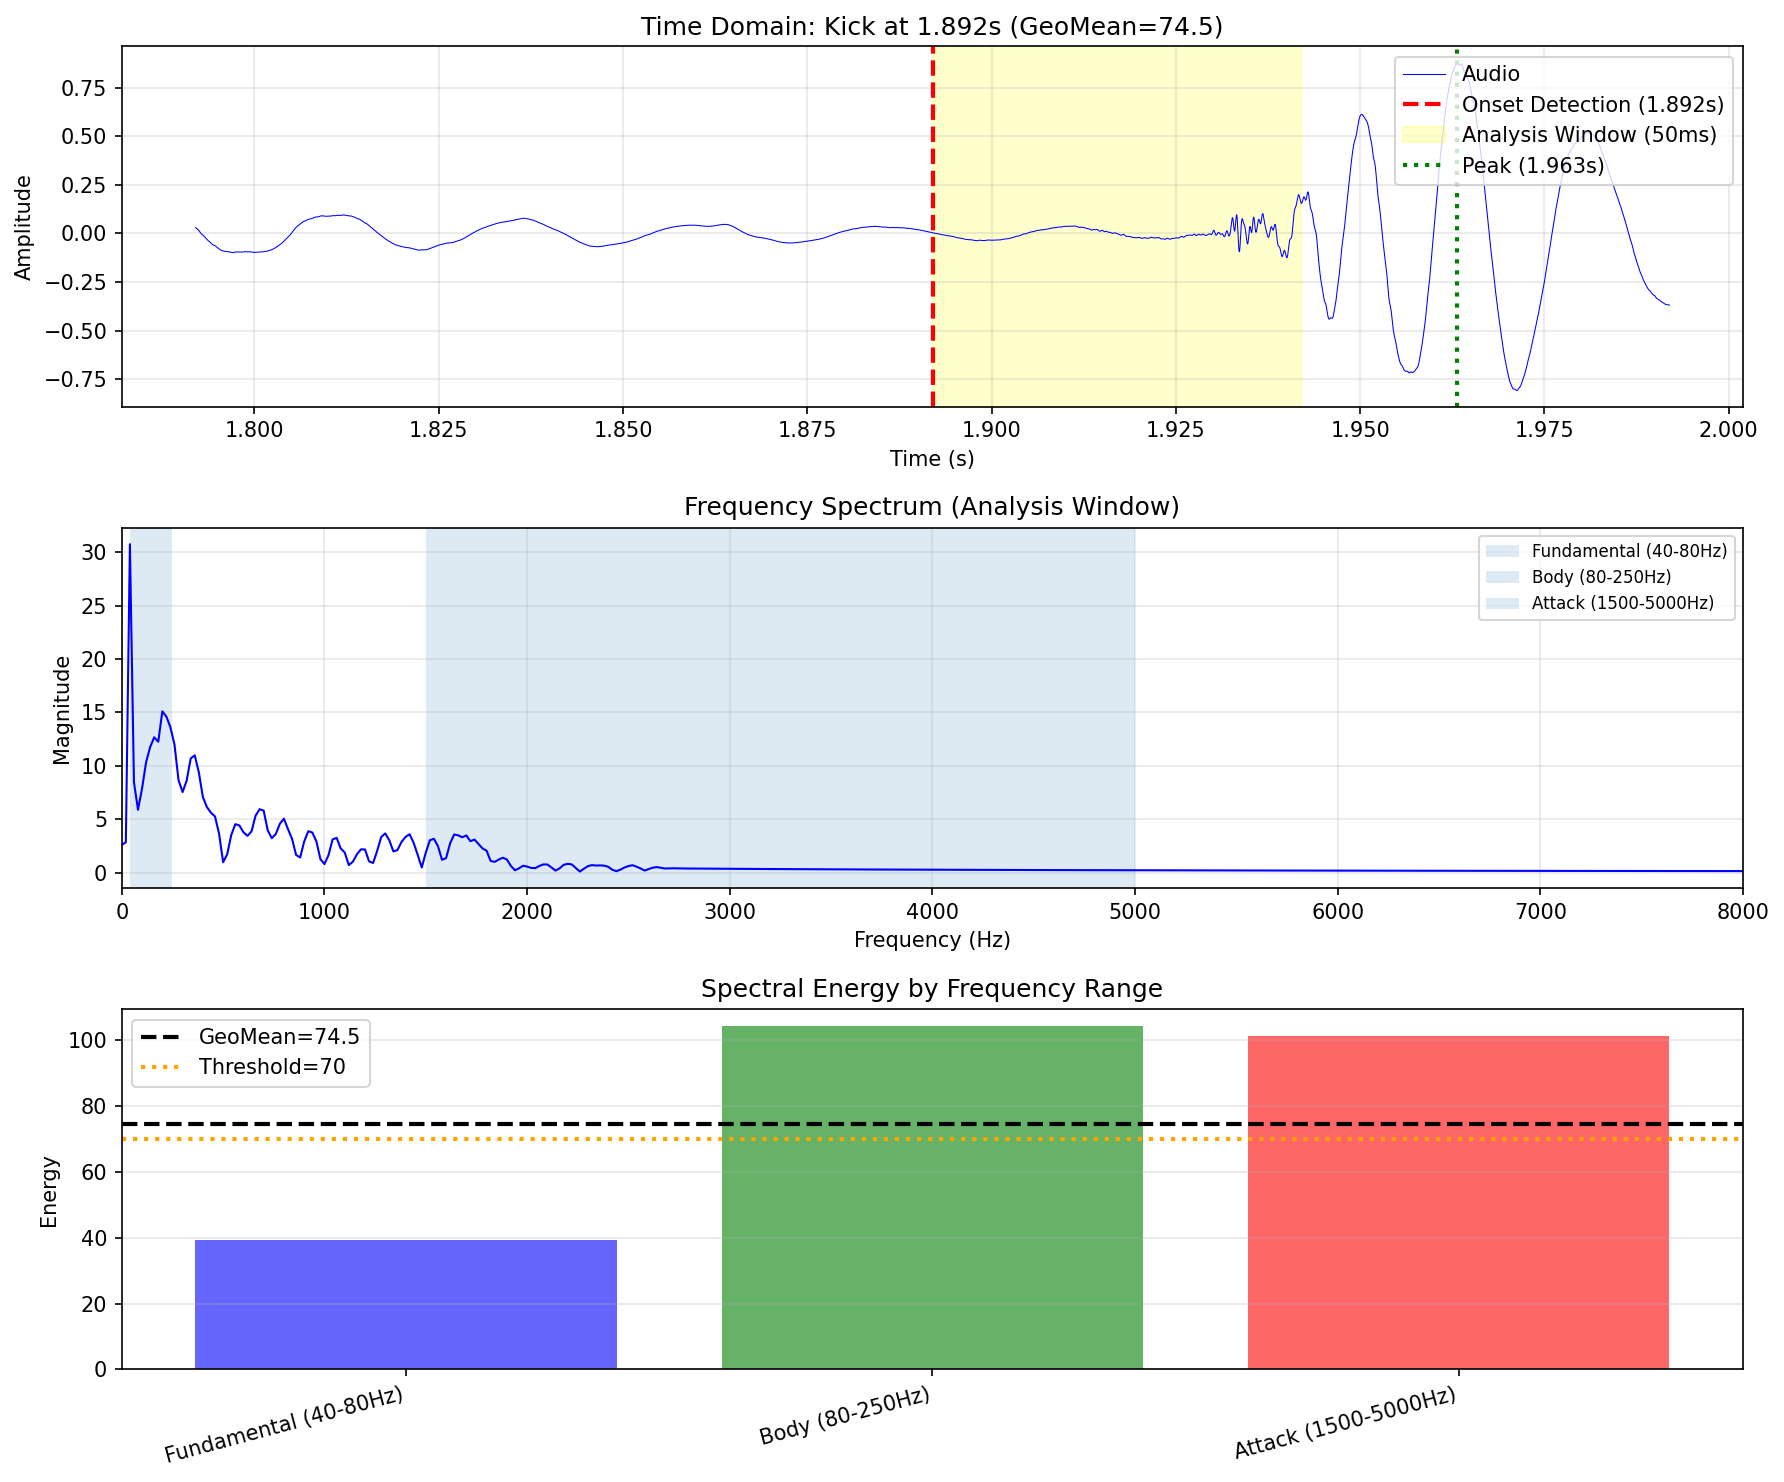 Time Domain: Kick at 1.892s (GeoMean=74.5)
Audio
Onset Detection (1.892s)
Analysis Window (50ms)
Peak (1.963s)
Amplitude
0.75
0.50
0.25
0.00
−0.25
−0.50
−0.75
1.800 1.825 1.850 1.875 1.900 1.925 1.950 1.975 2.000
Time (s)
Frequency Spectrum (Analysis Window)
Fundamental (40-80Hz)
Body (80-250Hz)
Attack (1500-5000Hz)
Magnitude
30
25
20
15
10
5
0
0 1000 2000 3000 4000 5000 6000 7000 8000
Frequency (Hz)
Spectral Energy by Frequency Range
GeoMean=74.5
Threshold=70
Energy
100
80
60
40
20
0
Fundamental (40-80Hz)
Body (80-250Hz)
Attack (1500-5000Hz)